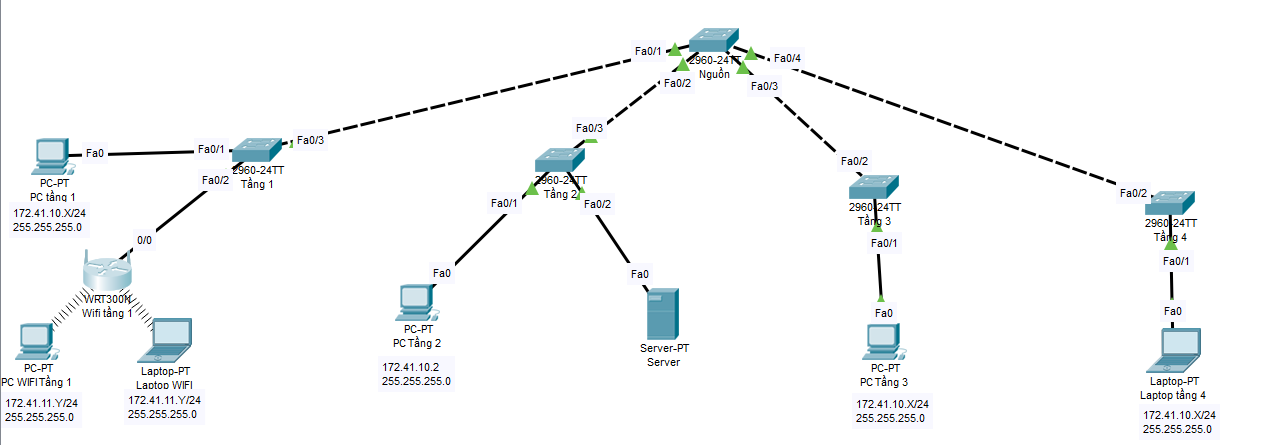 2960-24TT
Nguồn
Fa0/1
Fa0/2
Fa0/3
Fa0/4
Fa0/3
2960-24TT
Tầng 1
Fa0/1
Fa0/2
Fa0
PC-PT
PC tầng 1
172.41.10.X/24
255.255.255.0
0/0
WRT300N
Wifi tầng 1
PC-PT
PC WIFI Tầng 1
172.41.11.Y/24
255.255.255.0
Laptop-PT
Laptop WIFI
172.41.11.Y/24
255.255.255.0
Fa0/3
2960-24TT
Tầng 2
Fa0/1
Fa0/2
Fa0
PC-PT
PC Tầng 2
172.41.10.2
255.255.255.0
Fa0
Server-PT
Server
Fa0/2
2960-24TT
Tầng 3
Fa0/1
Fa0
PC-PT
PC Tầng 3
172.41.10.X/24
255.255.255.0
Fa0/2
2960-24TT
Tầng 4
Fa0/1
Fa0
Laptop-PT
Laptop tầng 4
172.41.10.X/24
255.255.255.0